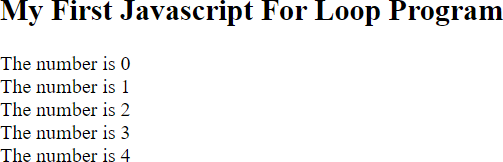 My First Javascript For Loop Program
The number is 0
The number is 1
The number is 2
The number is 3
The number is 4